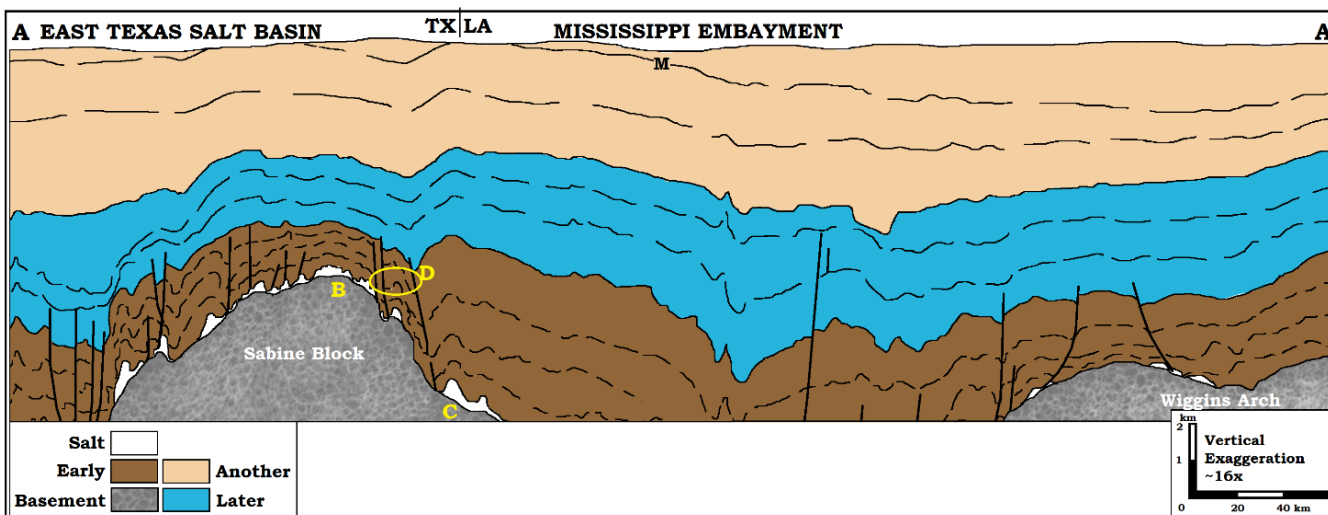 A EAST TEXAS SALT BASIN TX LA MISSISSIPPI EMBAYMENT A
M
D
B
Sabine Block
C
Wiggins Arch
Salt
Early Another
Basement Later
km
2
1
0 20 40 km
Vertical
Exaggeration
~16x